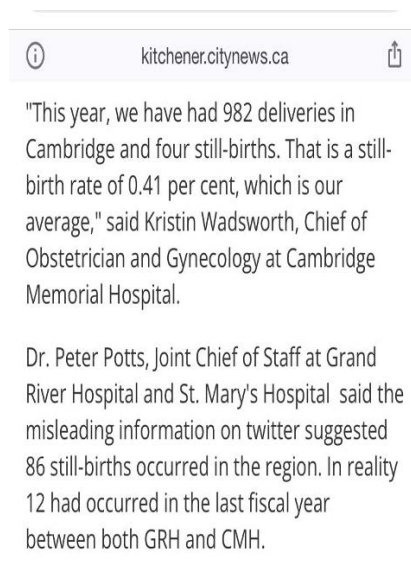 kitchener.citynews.ca
"This year, we have had 982 deliveries in
Cambridge and four still-births. That is a still-
birth rate of 0.41 per cent, which is our
average," said Kristin Wadsworth, Chief of
Obstetrician and Gynecology at Cambridge
Memorial Hospital.
Dr. Peter Potts, Joint Chief of Staff at Grand
River Hospital and St. Mary's Hospital  said the
misleading information on twitter suggested
86 still-births occurred in the region. In reality
12 had occurred in the last fiscal year
between both GRH and CMH.